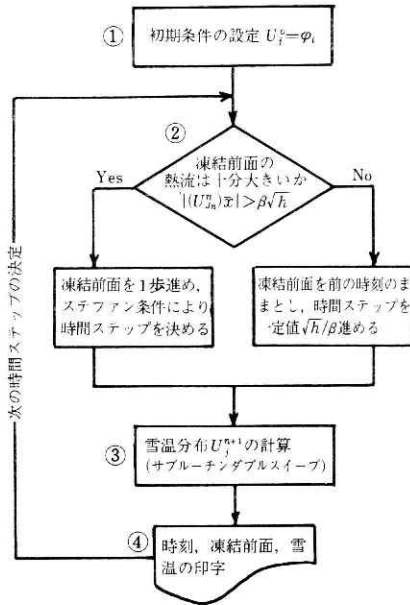 ① 初期条件の設定 U_i^0=φ_i
②
凍結前面の
熱流は十分大きいか
|(U_{J_n}^n)x̄|>β√h
Yes
No
凍結前面を1歩進め,
ステファン条件により
時間ステップを決める
凍結前面を前の時刻のま
まとし,時間ステップを
一定値√h/β進める
③ 雪温分布U_j^{n+1}の計算
(サブルーチンダブルスイープ)
④ 時刻,凍結前面,雪
温の印字
次の時間ステップの決定